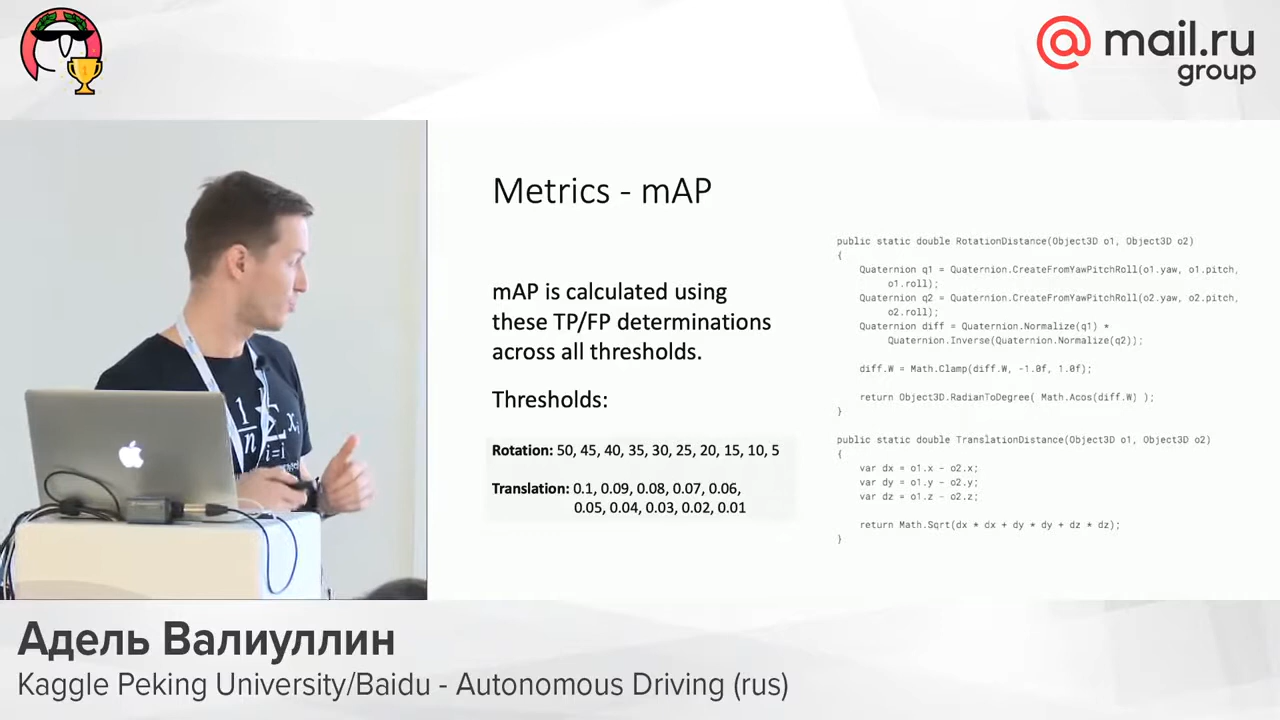 @ mail.ru
group
Metrics - mAP
mAP is calculated using
these TP/FP determinations
across all thresholds.
Thresholds:
Rotation: 50, 45, 40, 35, 30, 25, 20, 15, 10, 5
Translation: 0.1, 0.09, 0.08, 0.07, 0.06,
0.05, 0.04, 0.03, 0.02, 0.01
public static double RotationDistance(Object3D o1, Object3D o2)
{
Quaternion q1 = Quaternion.CreateFromYawPitchRoll(o1.yaw, o1.pitch,
o1.roll);
Quaternion q2 = Quaternion.CreateFromYawPitchRoll(o2.yaw, o2.pitch,
o2.roll);
Quaternion diff = Quaternion.Normalize(q1) *
Quaternion.Inverse(Quaternion.Normalize(q2));
diff.W = Math.Clamp(diff.W, -1.0f, 1.0f);
return Object3D.RadianToDegree( Math.Acos(diff.W) );
}
public static double TranslationDistance(Object3D o1, Object3D o2)
{
var dx = o1.x - o2.x;
var dy = o1.y - o2.y;
var dz = o1.z - o2.z;
return Math.Sqrt(dx * dx + dy * dy + dz * dz);
}
1/n ∑ xᵢ
i=i
Адель Валиуллин
Kaggle Peking University/Baidu - Autonomous Driving (rus)